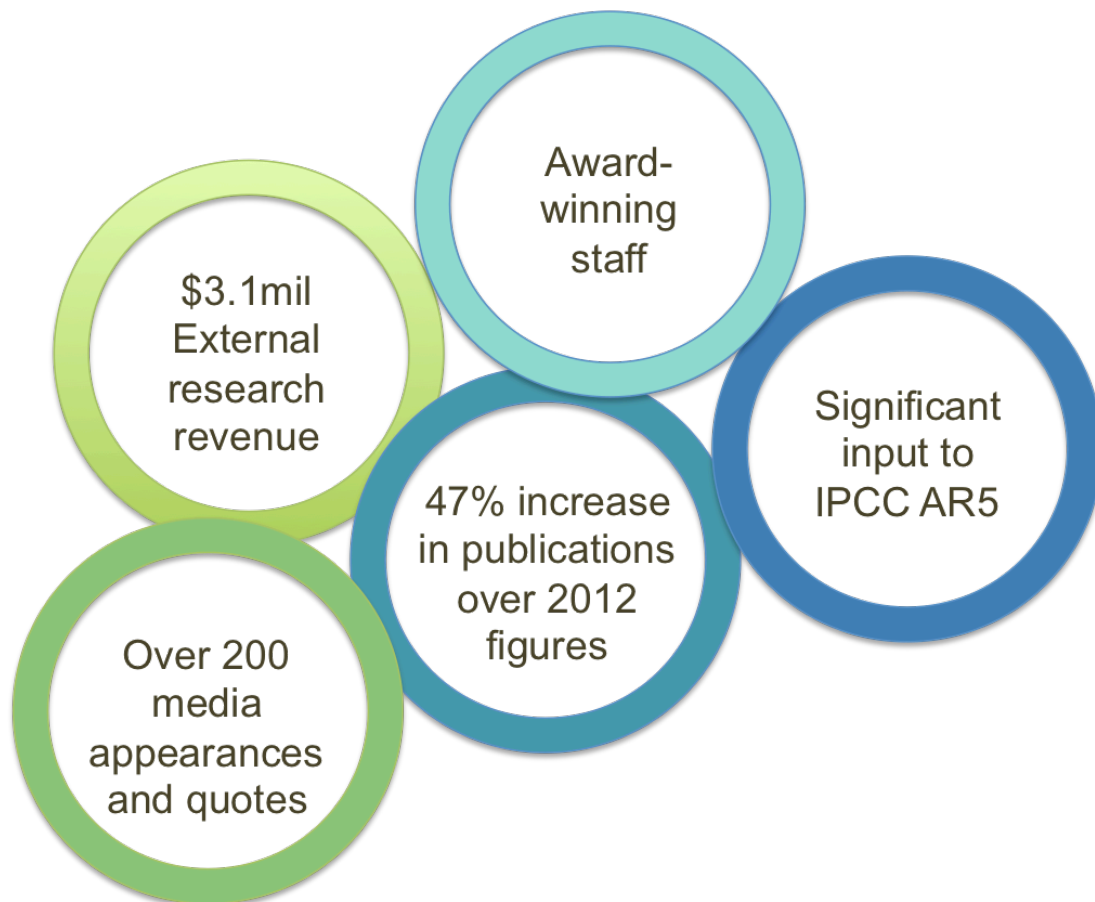 Award-
winning
staff
$3.1mil
External
research
revenue
Significant
input to
IPCC AR5
47% increase
in publications
over 2012
figures
Over 200
media
appearances
and quotes